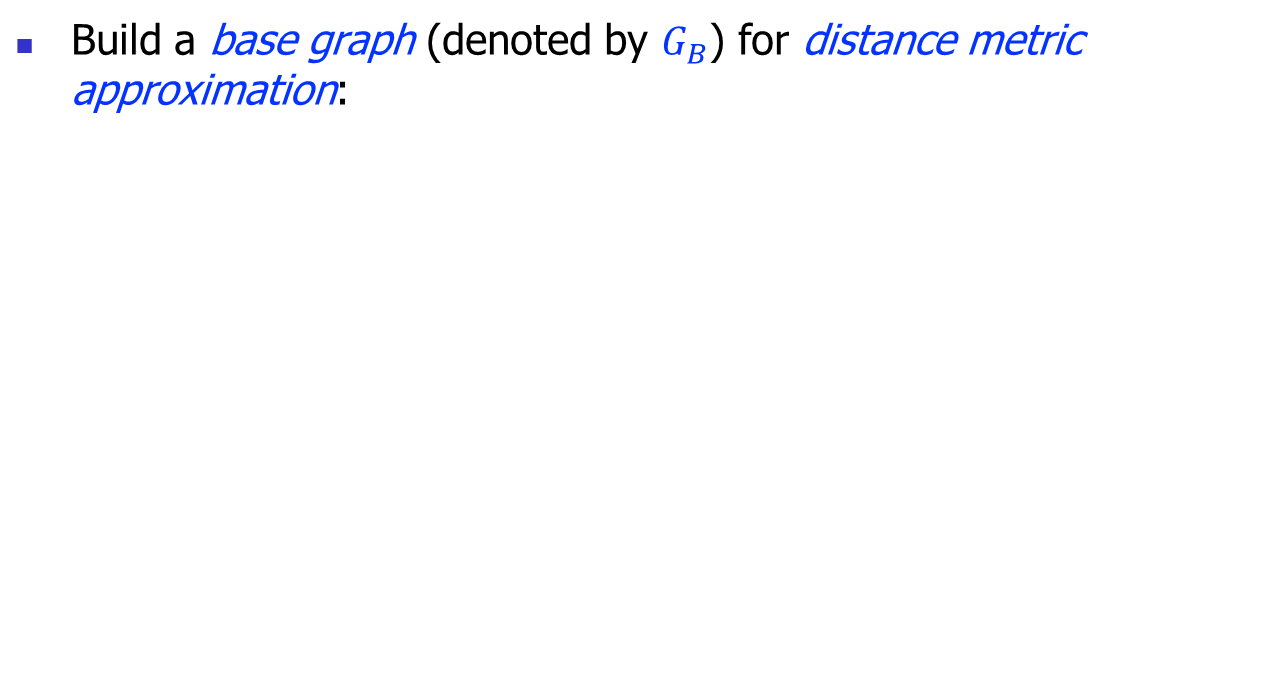 ▪ Build a base graph (denoted by G_B) for distance metric
approximation: